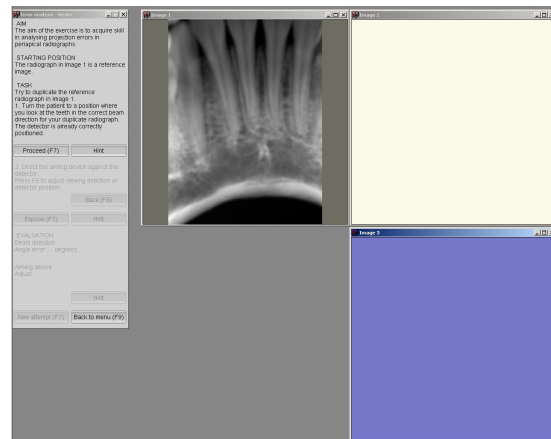 Error analysis - Basic
Image 1
Image 2
AIM
The aim of the exercise is to acquire skill
in analysing projection errors in
periapical radiographs.
STARTING POSITION
The radiograph in Image 1 is a reference
image.
TASK
Try to duplicate the reference
radiograph in Image 1.
1. Turn the patient to a position where
you look at the teeth in the correct beam
direction for your duplicate radiograph.
The detector is already correctly
positioned.
Proceed (F7)
Hint
2. Direct the aiming device against the
detector.
Press F6 to adjust viewing direction or
detector position.
Back (F6)
Expose (F7)
Hint
EVALUATION
Beam direction
Angle error ... degrees
Aiming device
Adjust
Hint
New attempt (F7)
Back to menu (F9)
Image 3